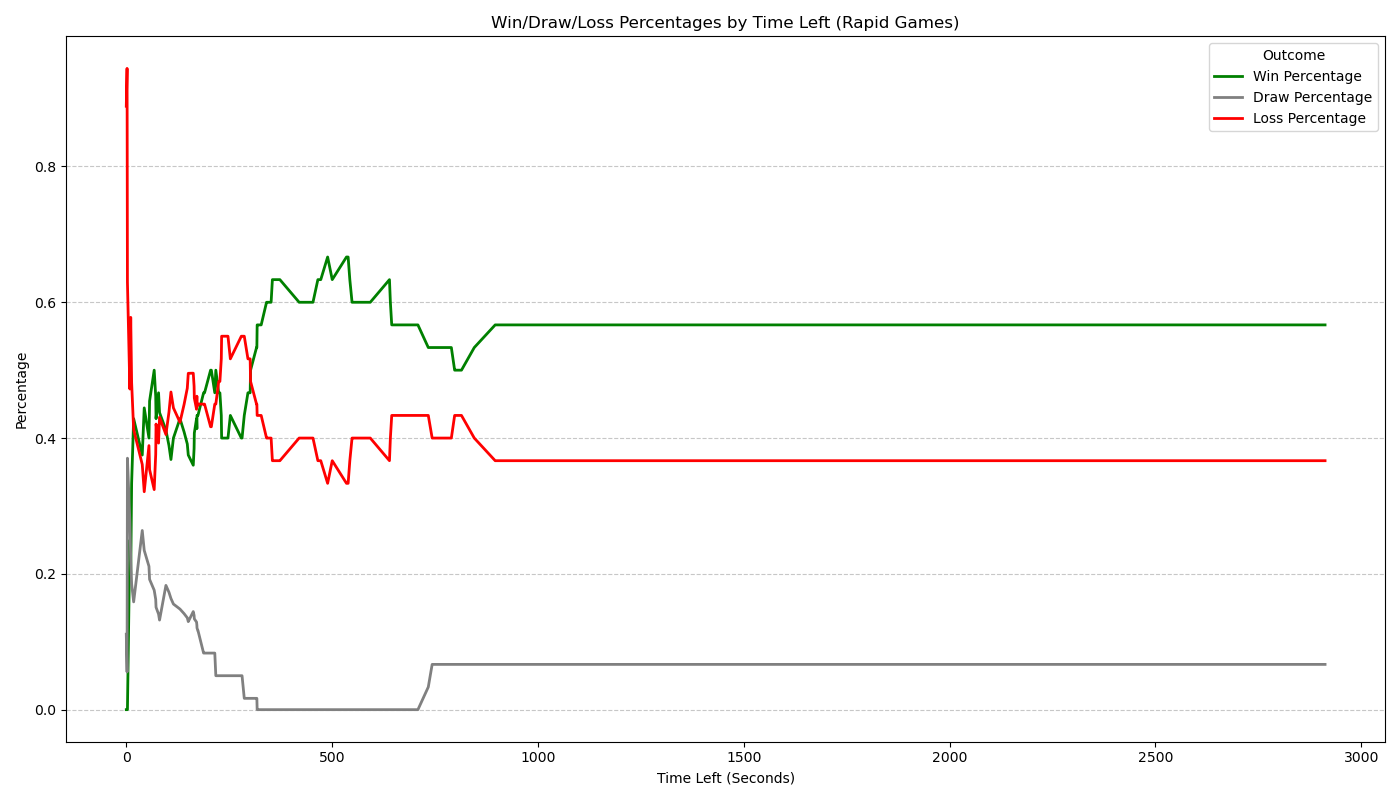 Win/Draw/Loss Percentages by Time Left (Rapid Games)
Outcome
Win Percentage
Draw Percentage
Loss Percentage
Percentage
0.8
0.6
0.4
0.2
0.0
0 500 1000 1500 2000 2500 3000
Time Left (Seconds)